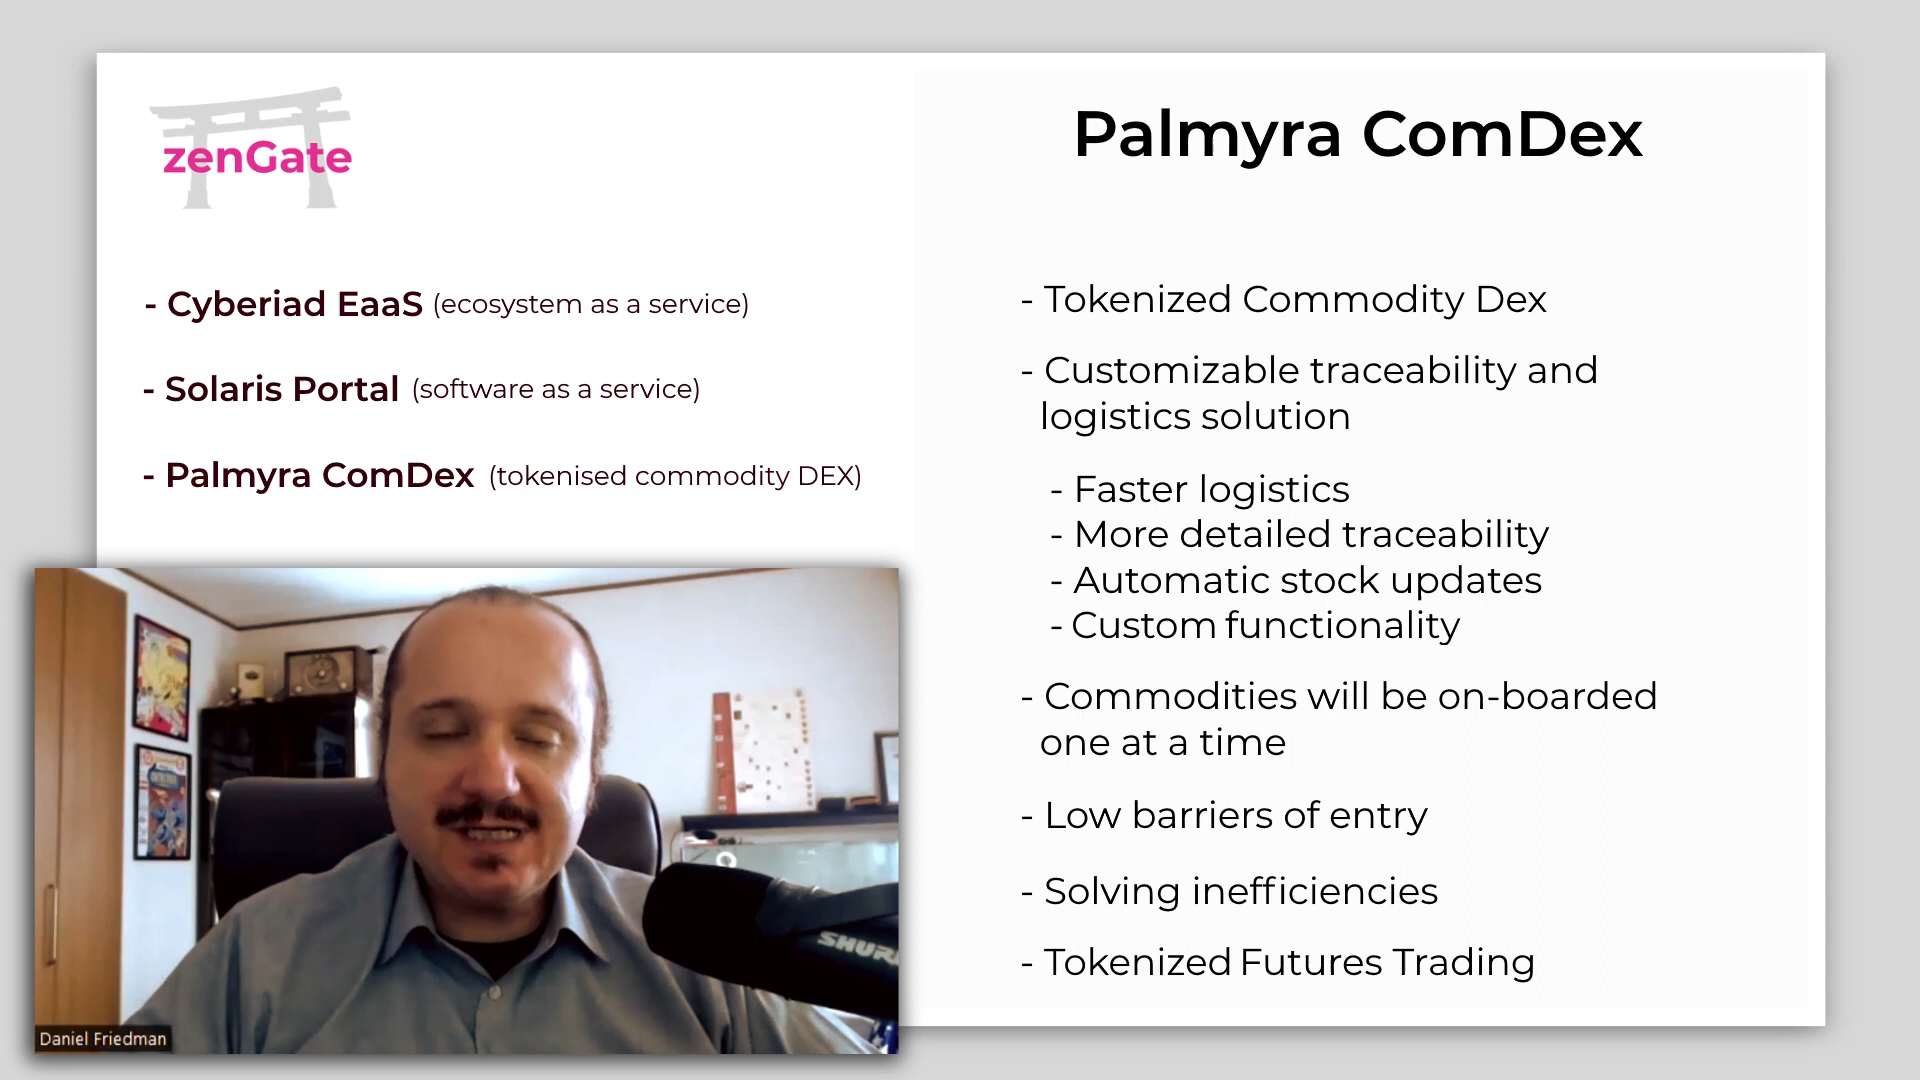 zenGate
- Cyberiad EaaS (ecosystem as a service)
- Solaris Portal (software as a service)
- Palmyra ComDex (tokenised commodity DEX)
Palmyra ComDex
- Tokenized Commodity Dex
- Customizable traceability and
logistics solution
- Faster logistics
- More detailed traceability
- Automatic stock updates
- Custom functionality
- Commodities will be on-boarded
one at a time
- Low barriers of entry
- Solving inefficiencies
- Tokenized Futures Trading
SHURE
Daniel Friedman